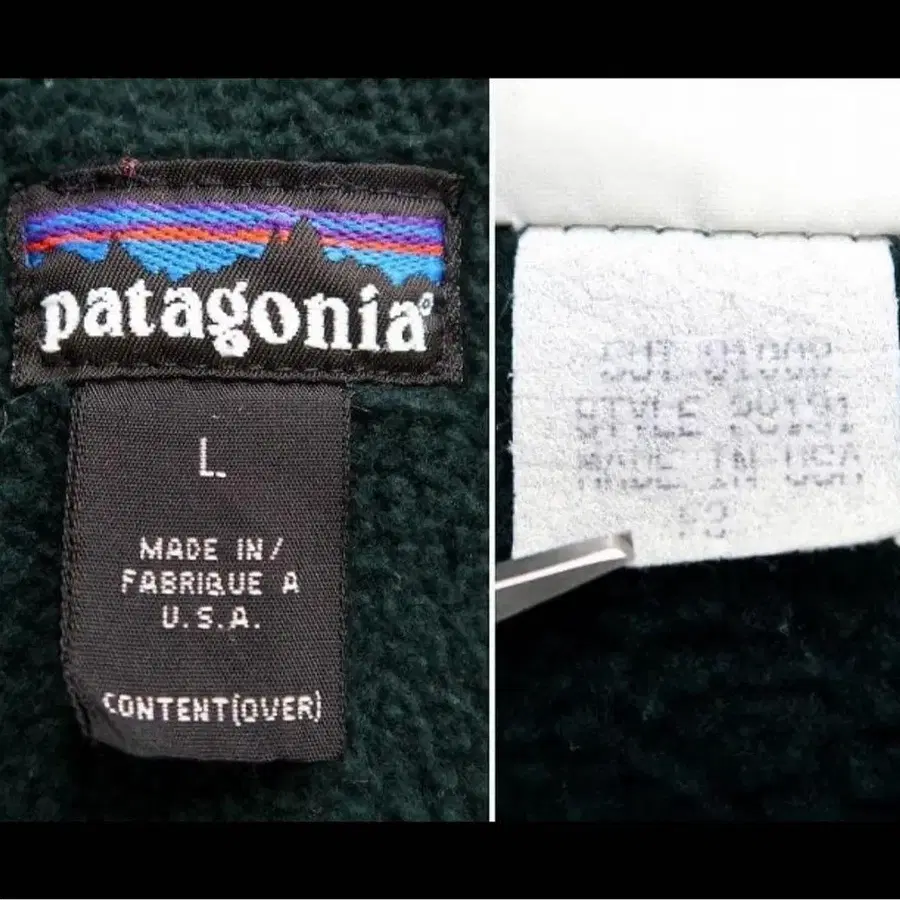 patagonia®
L
MADE IN/
FABRIQUE A
U.S.A.
CONTENT(OVER)
STYLE
MADE IN USA